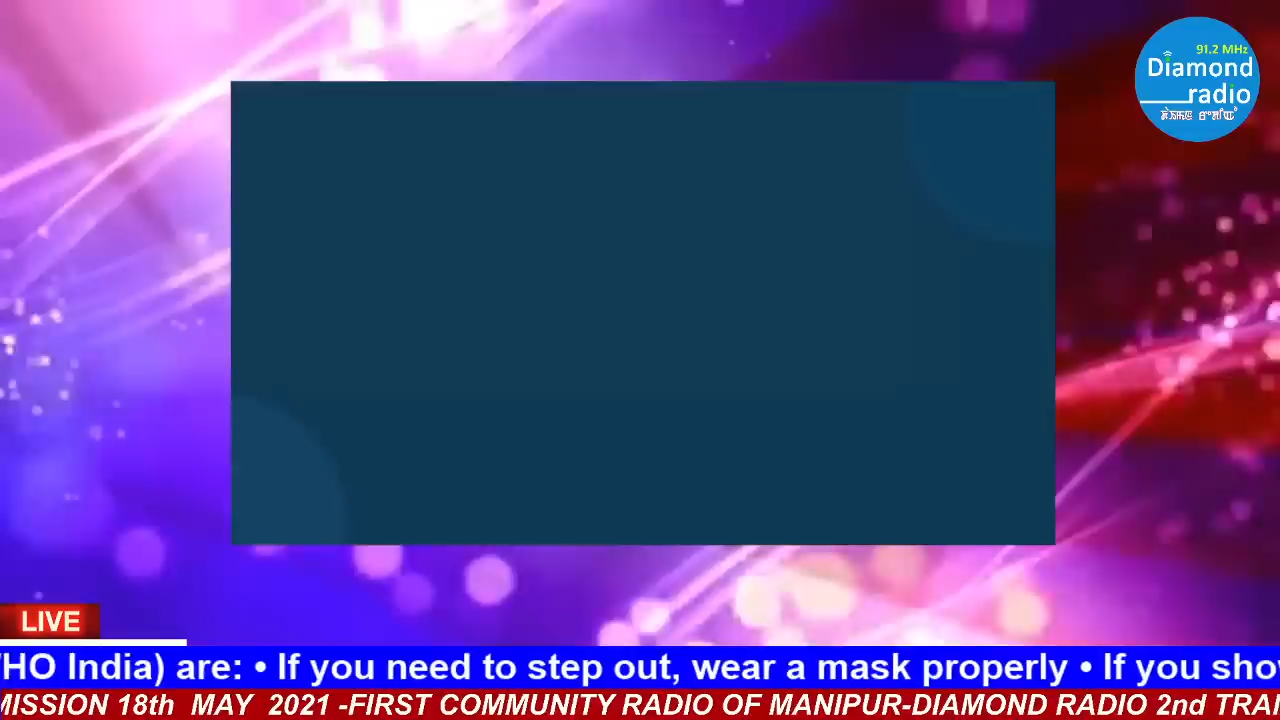 91.2 MHz
Diamond
radio
LIVE
HO India) are: • If you need to step out, wear a mask properly • If you sho
MISSION 18th MAY 2021 -FIRST COMMUNITY RADIO OF MANIPUR-DIAMOND RADIO 2nd TRA